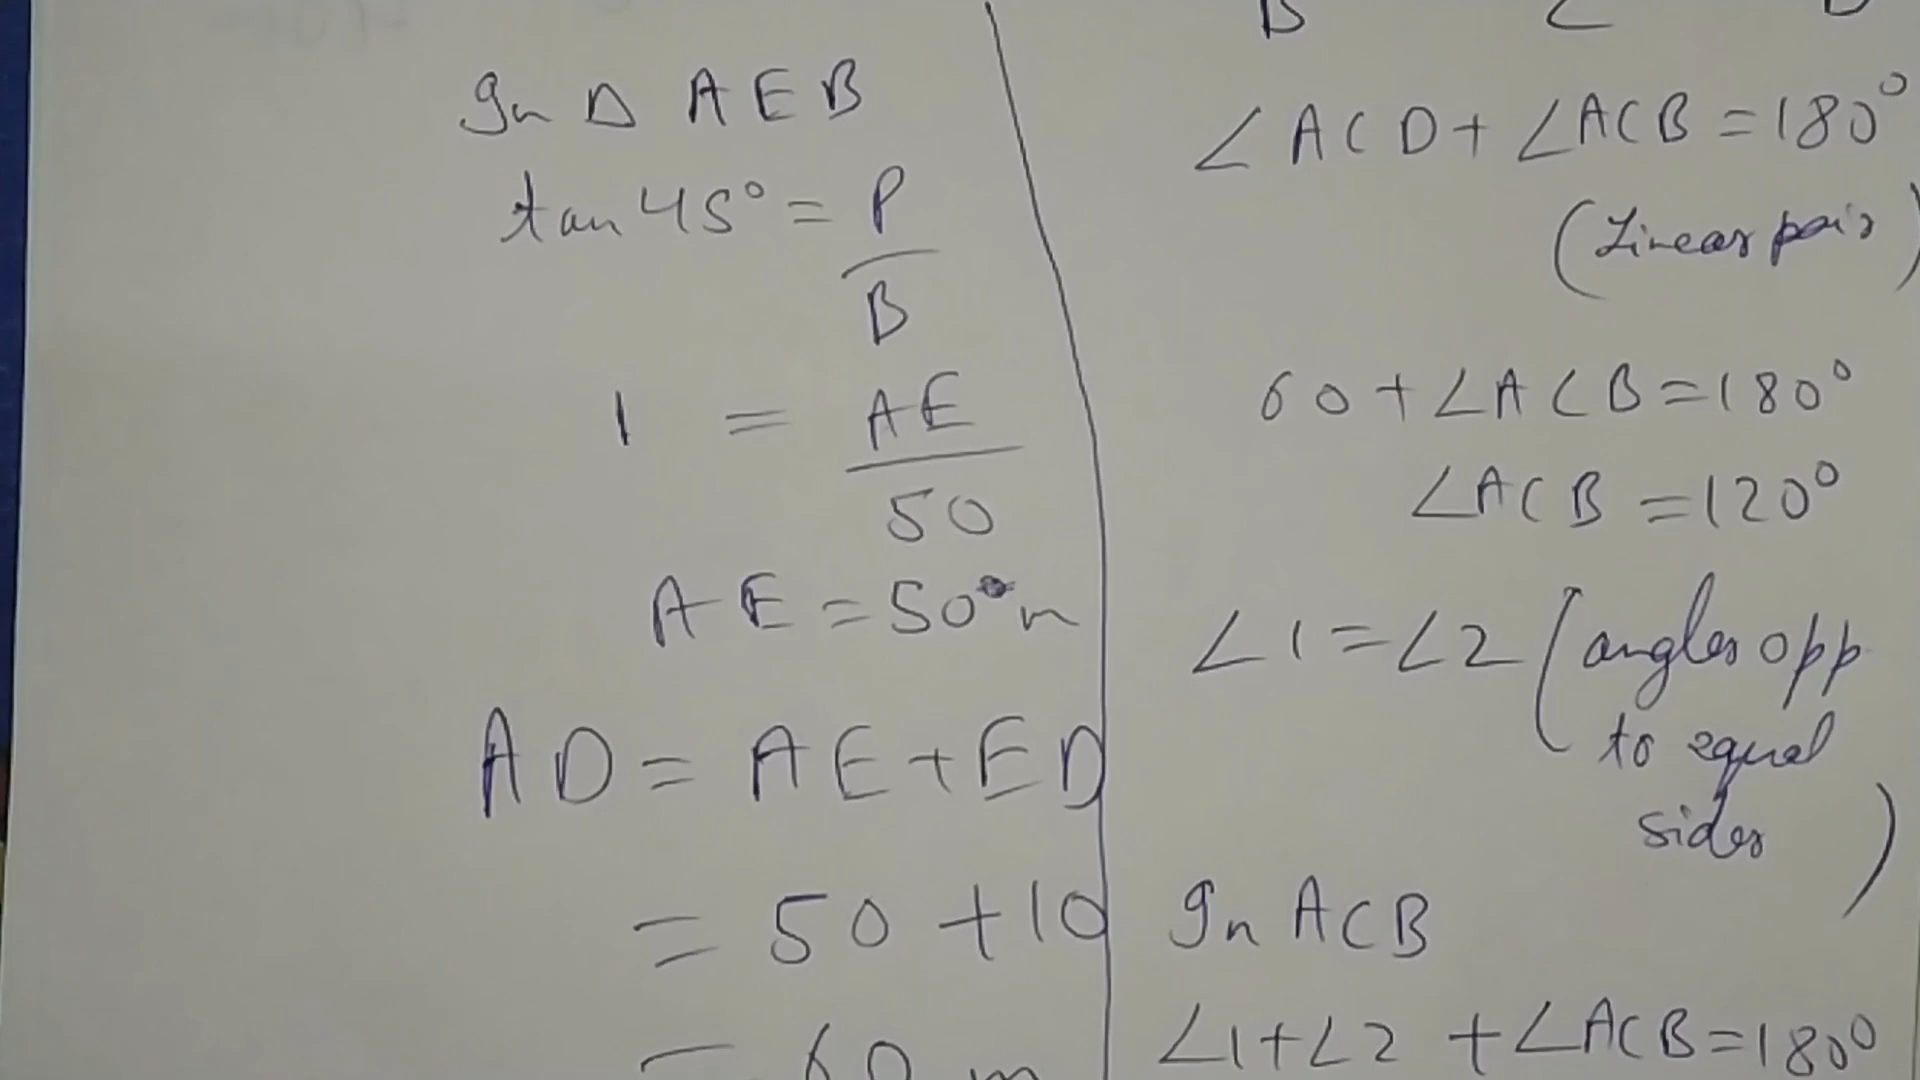 In Δ AEB
tan 45° = P
B
1 = AE
50
AE = 50 m
AD = AE + ED
= 50 + 10
= 60 m
B C D
∠ACD + ∠ACB = 180°
(Linear pair)
60 + ∠ACB = 180°
∠ACB = 120°
∠1 = ∠2 (angles opp
to equal
sides)
In ACB
∠1 + ∠2 + ∠ACB = 180°